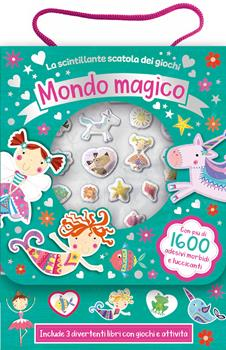 La scintillante scatola dei giochi
Mondo magico
Con più di
1600
adesivi morbidi
e luccicanti
Include 3 divertenti libri con giochi e attività